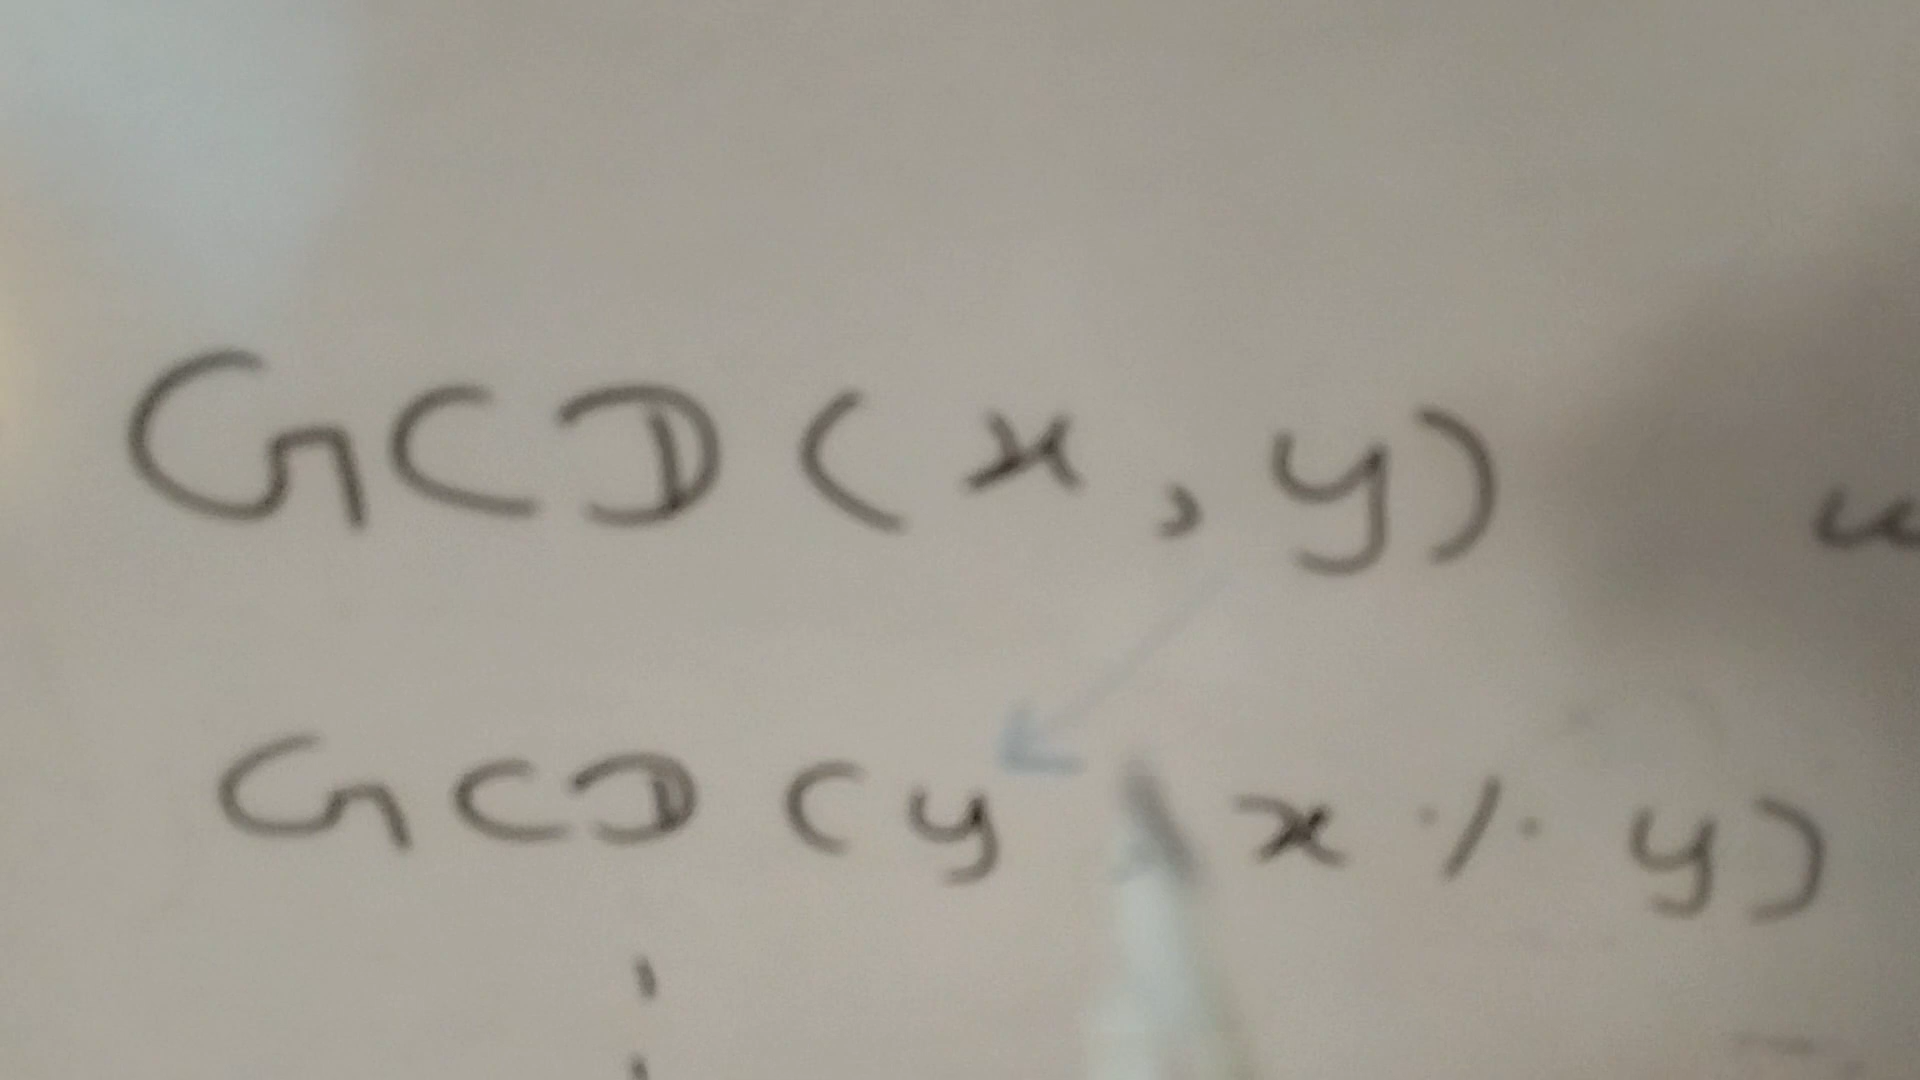 GCD (x, y)
GCD (y x % y)